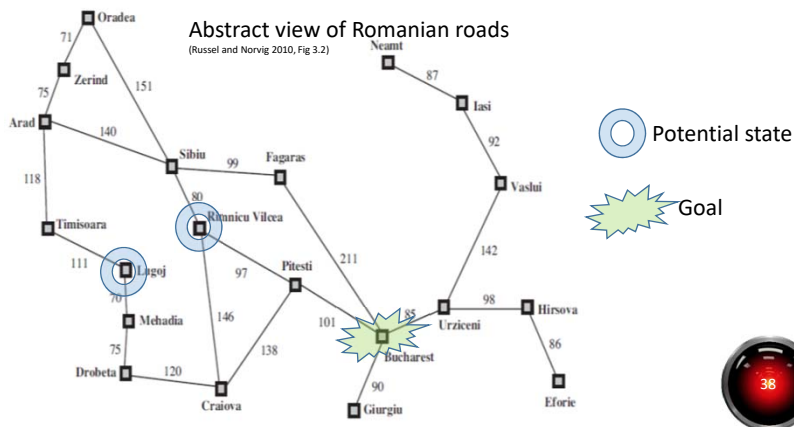 Abstract view of Romanian roads
(Russel and Norvig 2010, Fig 3.2)
Oradea
Neamt
71
87
Zerind
151
Iasi
75
Arad
140
92
Potential state
Sibiu
99
Fagaras
118
80
Vaslui
Rimnicu Vilcea
Goal
Timisoara
111
Lugoj
97
Pitesti
211
142
70
98
Hirsova
Mehadia
146
101
85
Urziceni
75
138
86
Bucharest
Drobeta
120
90
Craiova
Giurgiu
Eforie
38